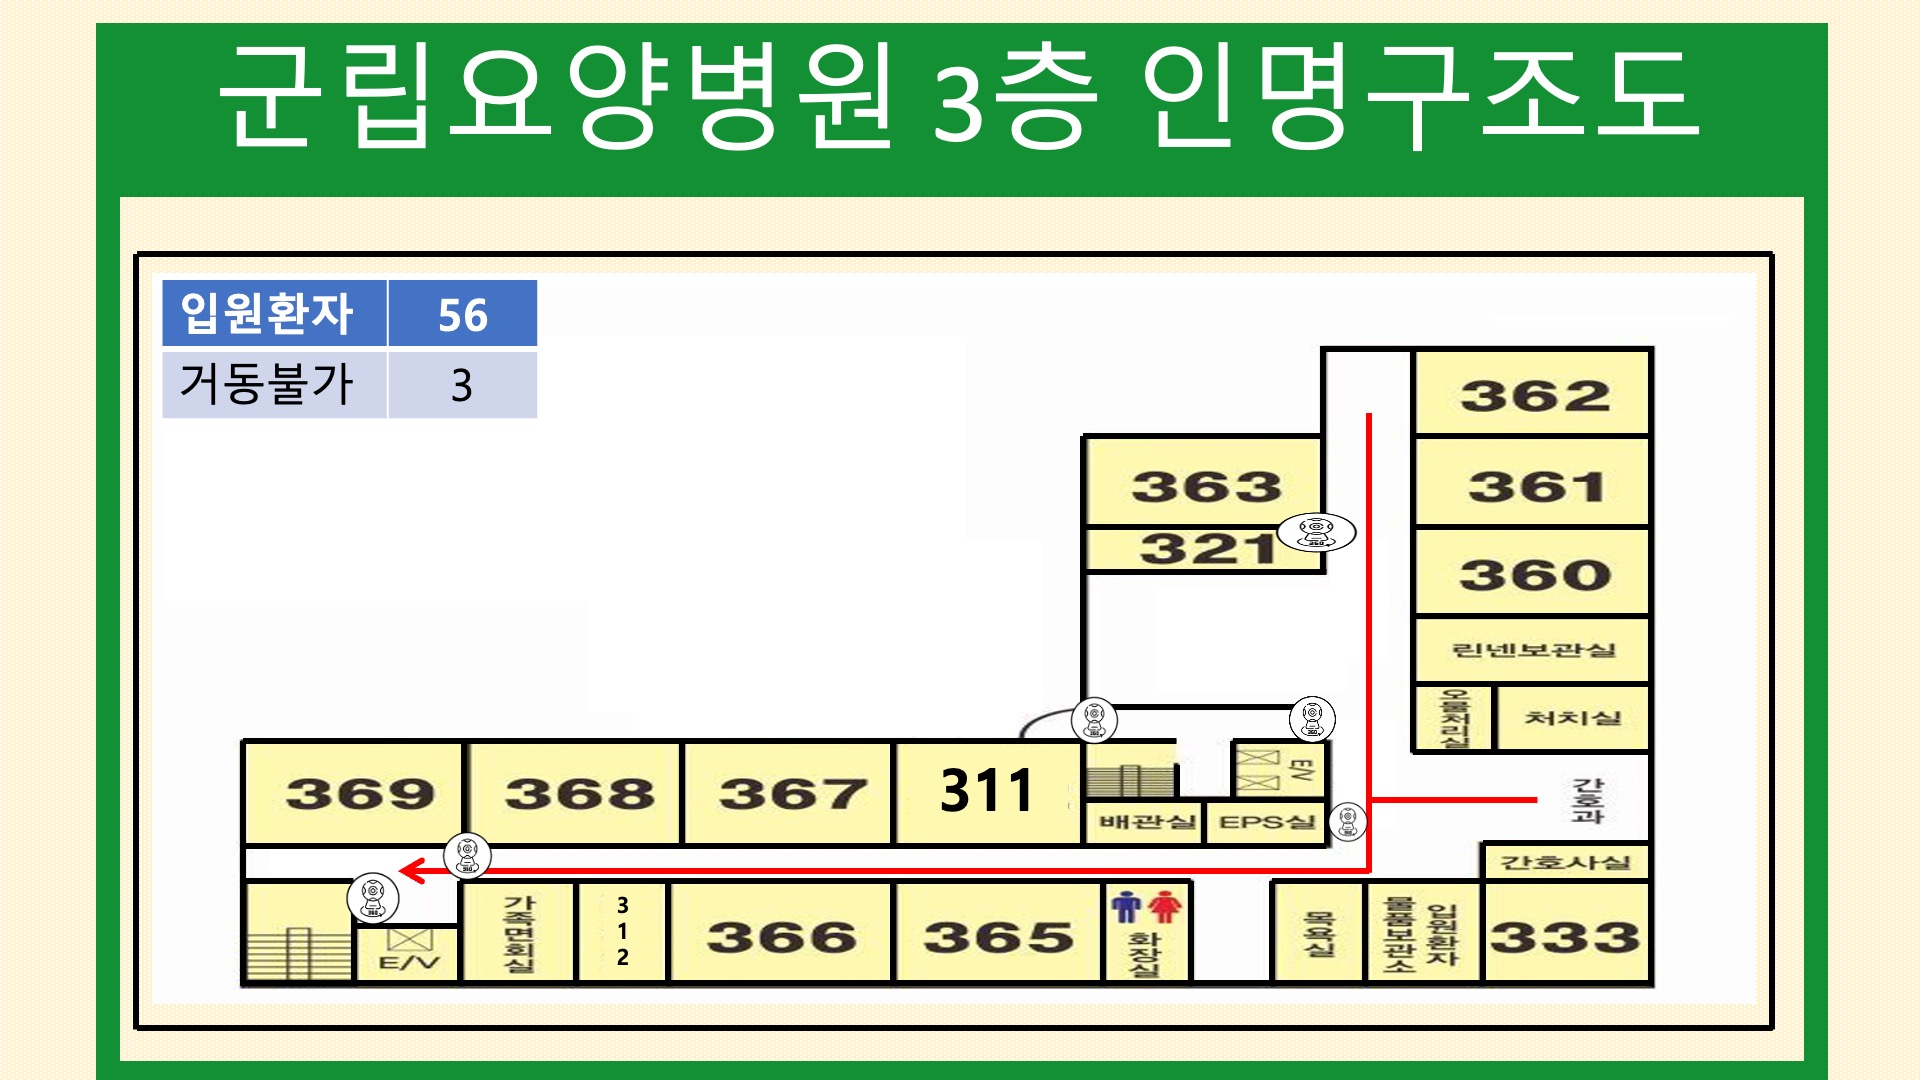 군립요양병원 3층 인명구조도
입원환자 56
거동불가 3
362
363
361
321
360
린넨보관실
오물처리실
처치실
369
368
367
311
E/V
간호과
배관실
EPS실
간호사실
가족면회실
312
366
365
화장실
목욕실
물품보관소
입원환자
333
E/V